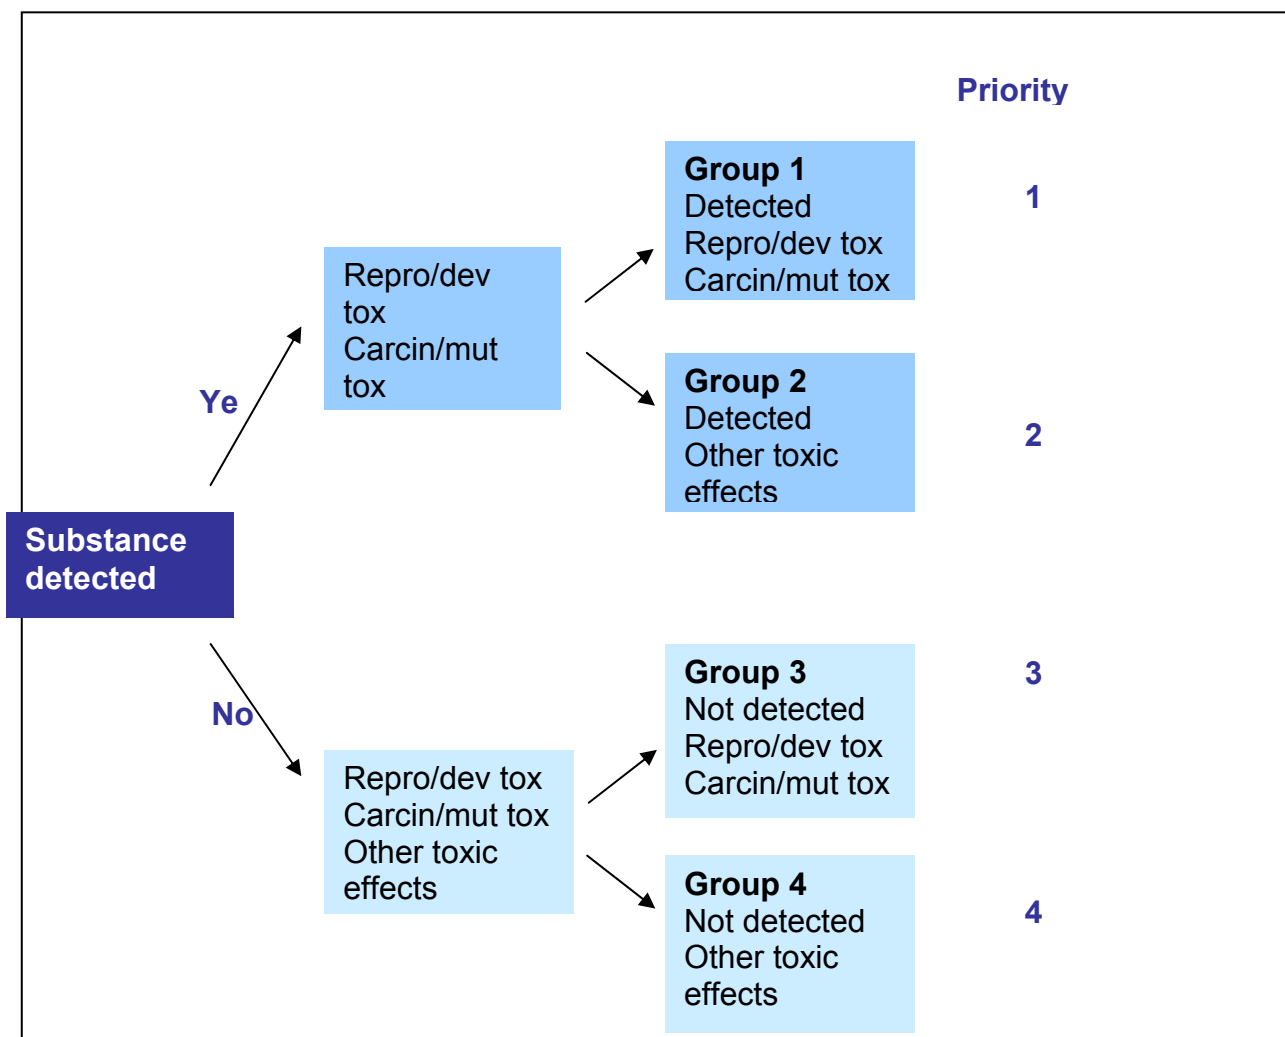 Priority
Group 1
Detected
Repro/dev tox
Carcin/mut tox
1
Repro/dev
tox
Carcin/mut
tox
Group 2
Detected
Other toxic
effects
2
Ye
Substance
detected
No
Group 3
Not detected
Repro/dev tox
Carcin/mut tox
3
Repro/dev tox
Carcin/mut tox
Other toxic
effects
Group 4
Not detected
Other toxic
effects
4